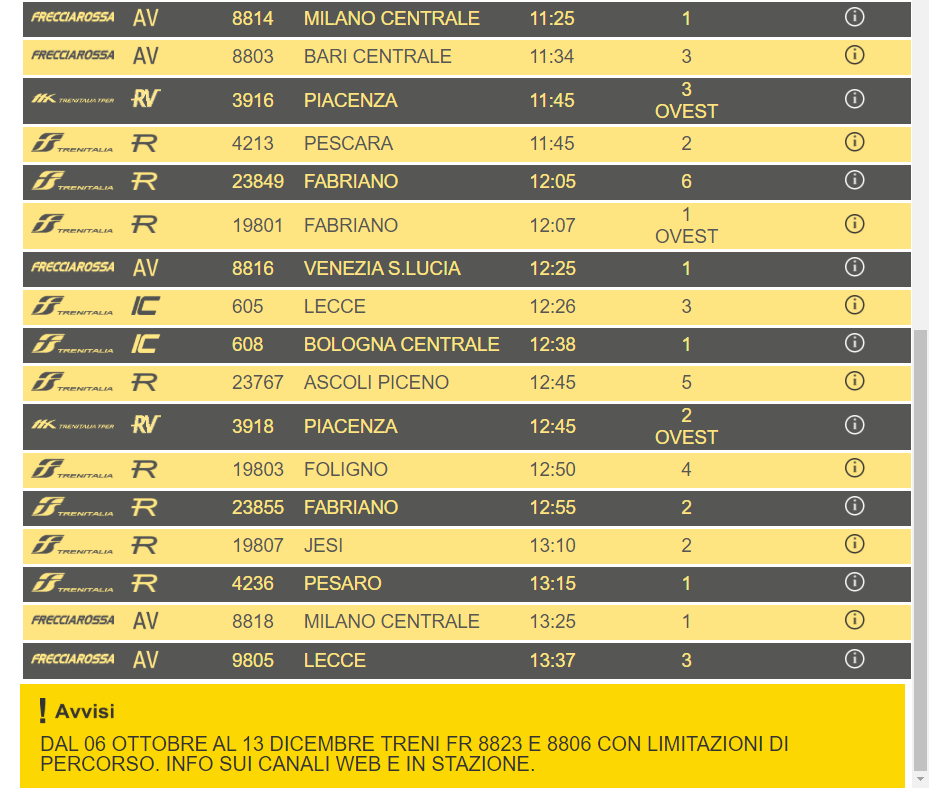 FRECCIAROSSA AV 8814 MILANO CENTRALE 11:25 1
FRECCIAROSSA AV 8803 BARI CENTRALE 11:34 3
TRENITALIA TPER RV 3916 PIACENZA 11:45 3
OVEST
TRENITALIA R 4213 PESCARA 11:45 2
TRENITALIA R 23849 FABRIANO 12:05 6
TRENITALIA R 19801 FABRIANO 12:07 1
OVEST
FRECCIAROSSA AV 8816 VENEZIA S.LUCIA 12:25 1
TRENITALIA IC 605 LECCE 12:26 3
TRENITALIA IC 608 BOLOGNA CENTRALE 12:38 1
TRENITALIA R 23767 ASCOLI PICENO 12:45 5
TRENITALIA TPER RV 3918 PIACENZA 12:45 2
OVEST
TRENITALIA R 19803 FOLIGNO 12:50 4
TRENITALIA R 23855 FABRIANO 12:55 2
TRENITALIA R 19807 JESI 13:10 2
TRENITALIA R 4236 PESARO 13:15 1
FRECCIAROSSA AV 8818 MILANO CENTRALE 13:25 1
FRECCIAROSSA AV 9805 LECCE 13:37 3
! Avvisi
DAL 06 OTTOBRE AL 13 DICEMBRE TRENI FR 8823 E 8806 CON LIMITAZIONI DI
PERCORSO. INFO SUI CANALI WEB E IN STAZIONE.